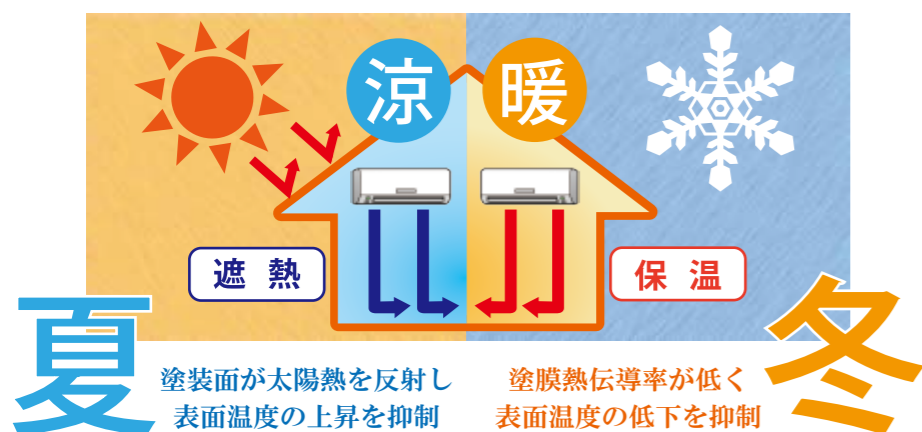 涼
暖
遮熱
保温
夏
塗装面が太陽熱を反射し
表面温度の上昇を抑制
冬
塗膜熱伝導率が低く
表面温度の低下を抑制